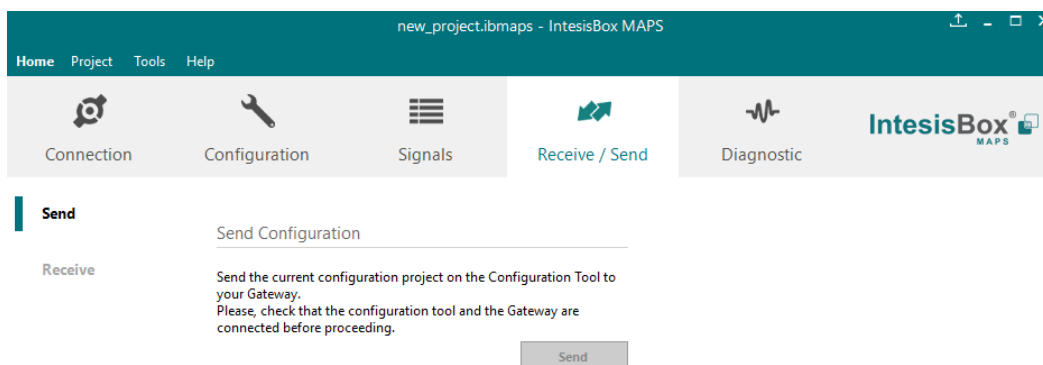 new_project.ibmaps - IntesisBox MAPS
Home Project Tools Help
Connection Configuration Signals Receive / Send Diagnostic
IntesisBox®
MAPS
Send
Send Configuration
Receive
Send the current configuration project on the Configuration Tool to
your Gateway.
Please, check that the configuration tool and the Gateway are
connected before proceeding.
Send